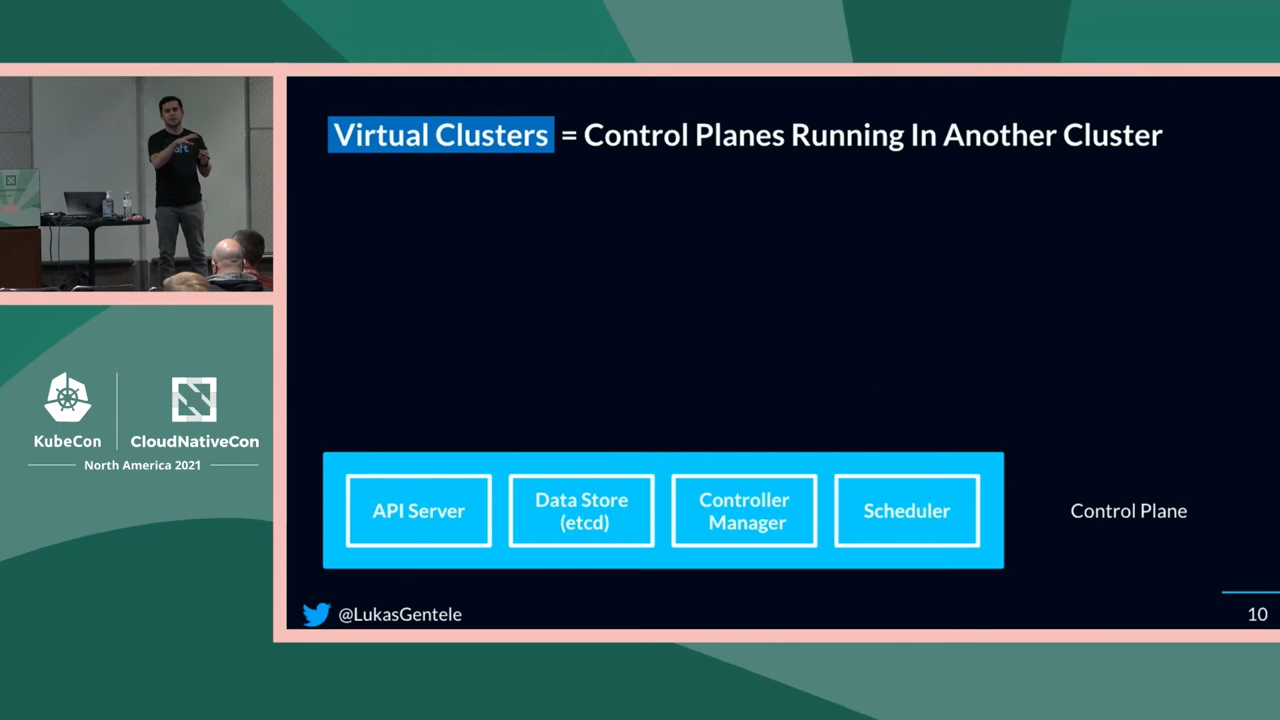 Virtual Clusters = Control Planes Running In Another Cluster
API Server
Data Store
(etcd)
Controller
Manager
Scheduler
Control Plane
@LukasGentele
10
KubeCon
CloudNativeCon
North America 2021